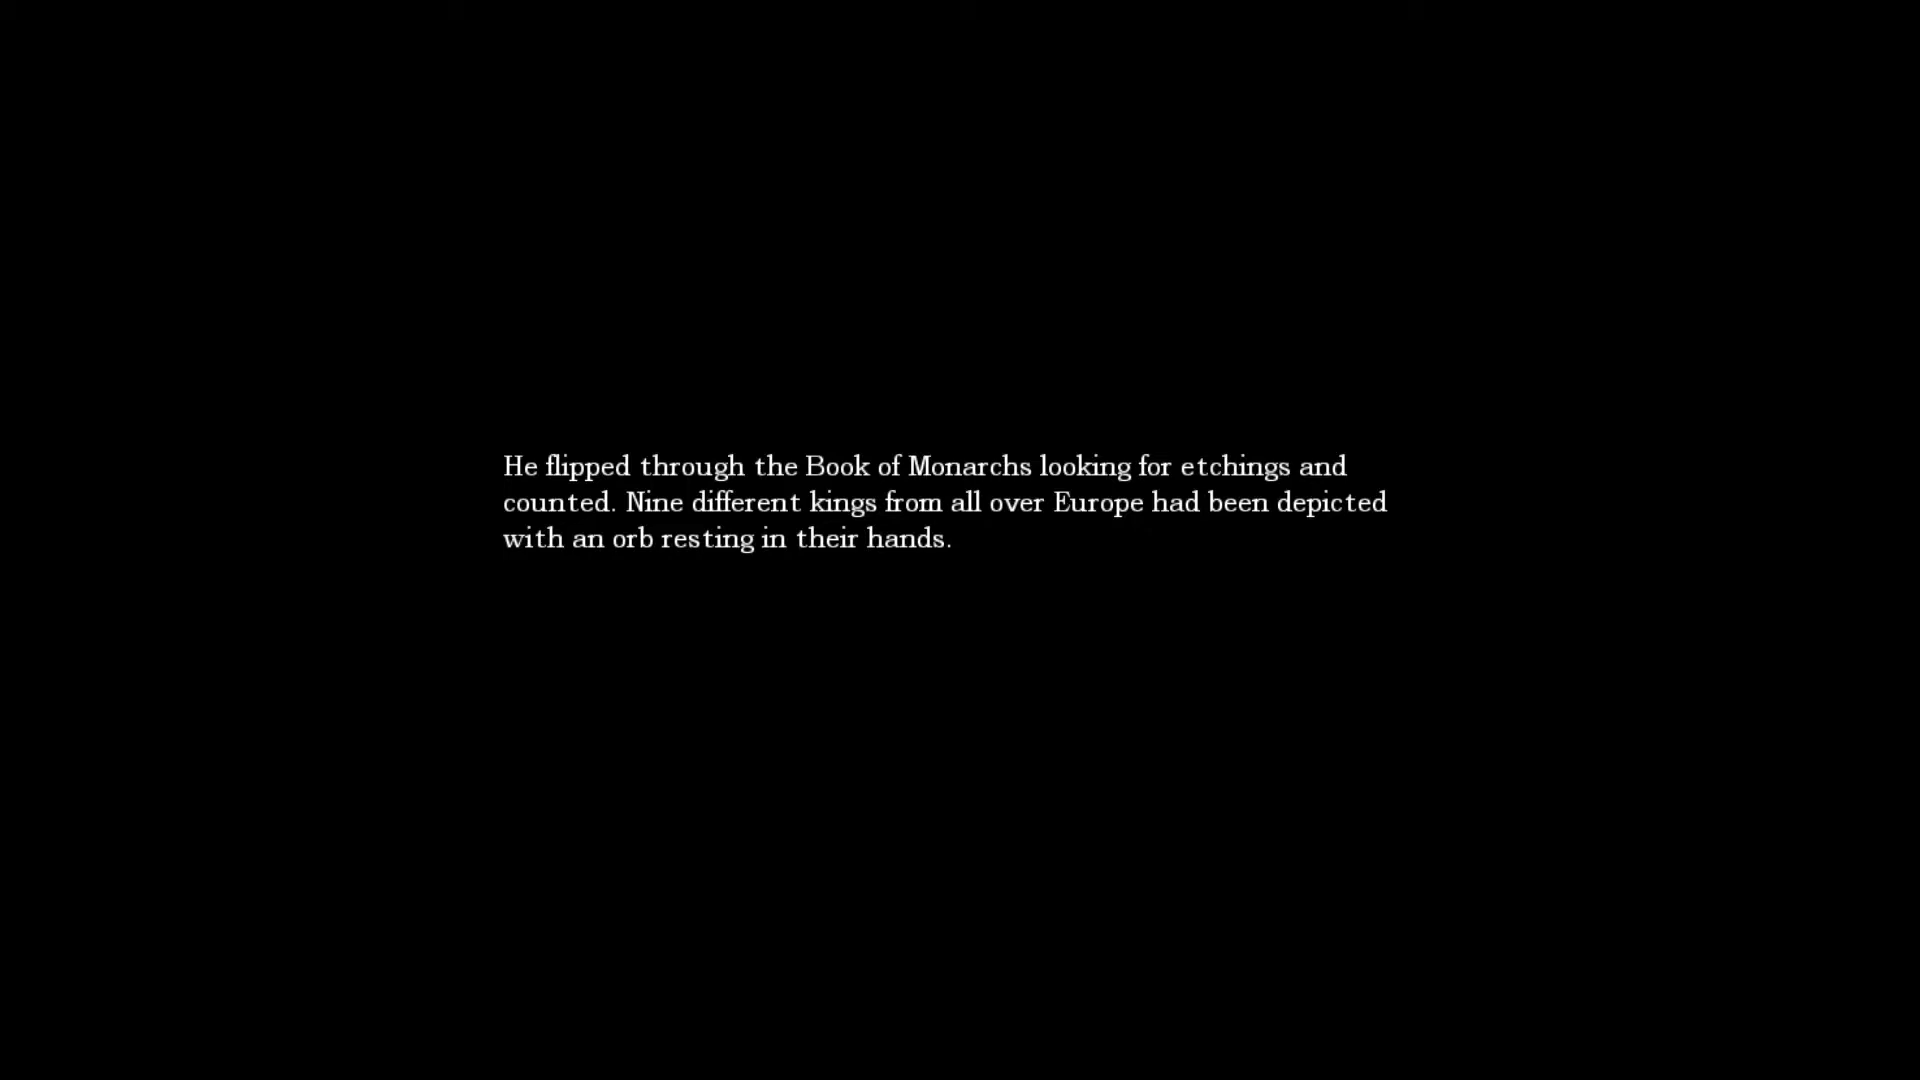 He flipped through the Book of Monarchs looking for etchings and
counted. Nine different kings from all over Europe had been depicted
with an orb resting in their hands.